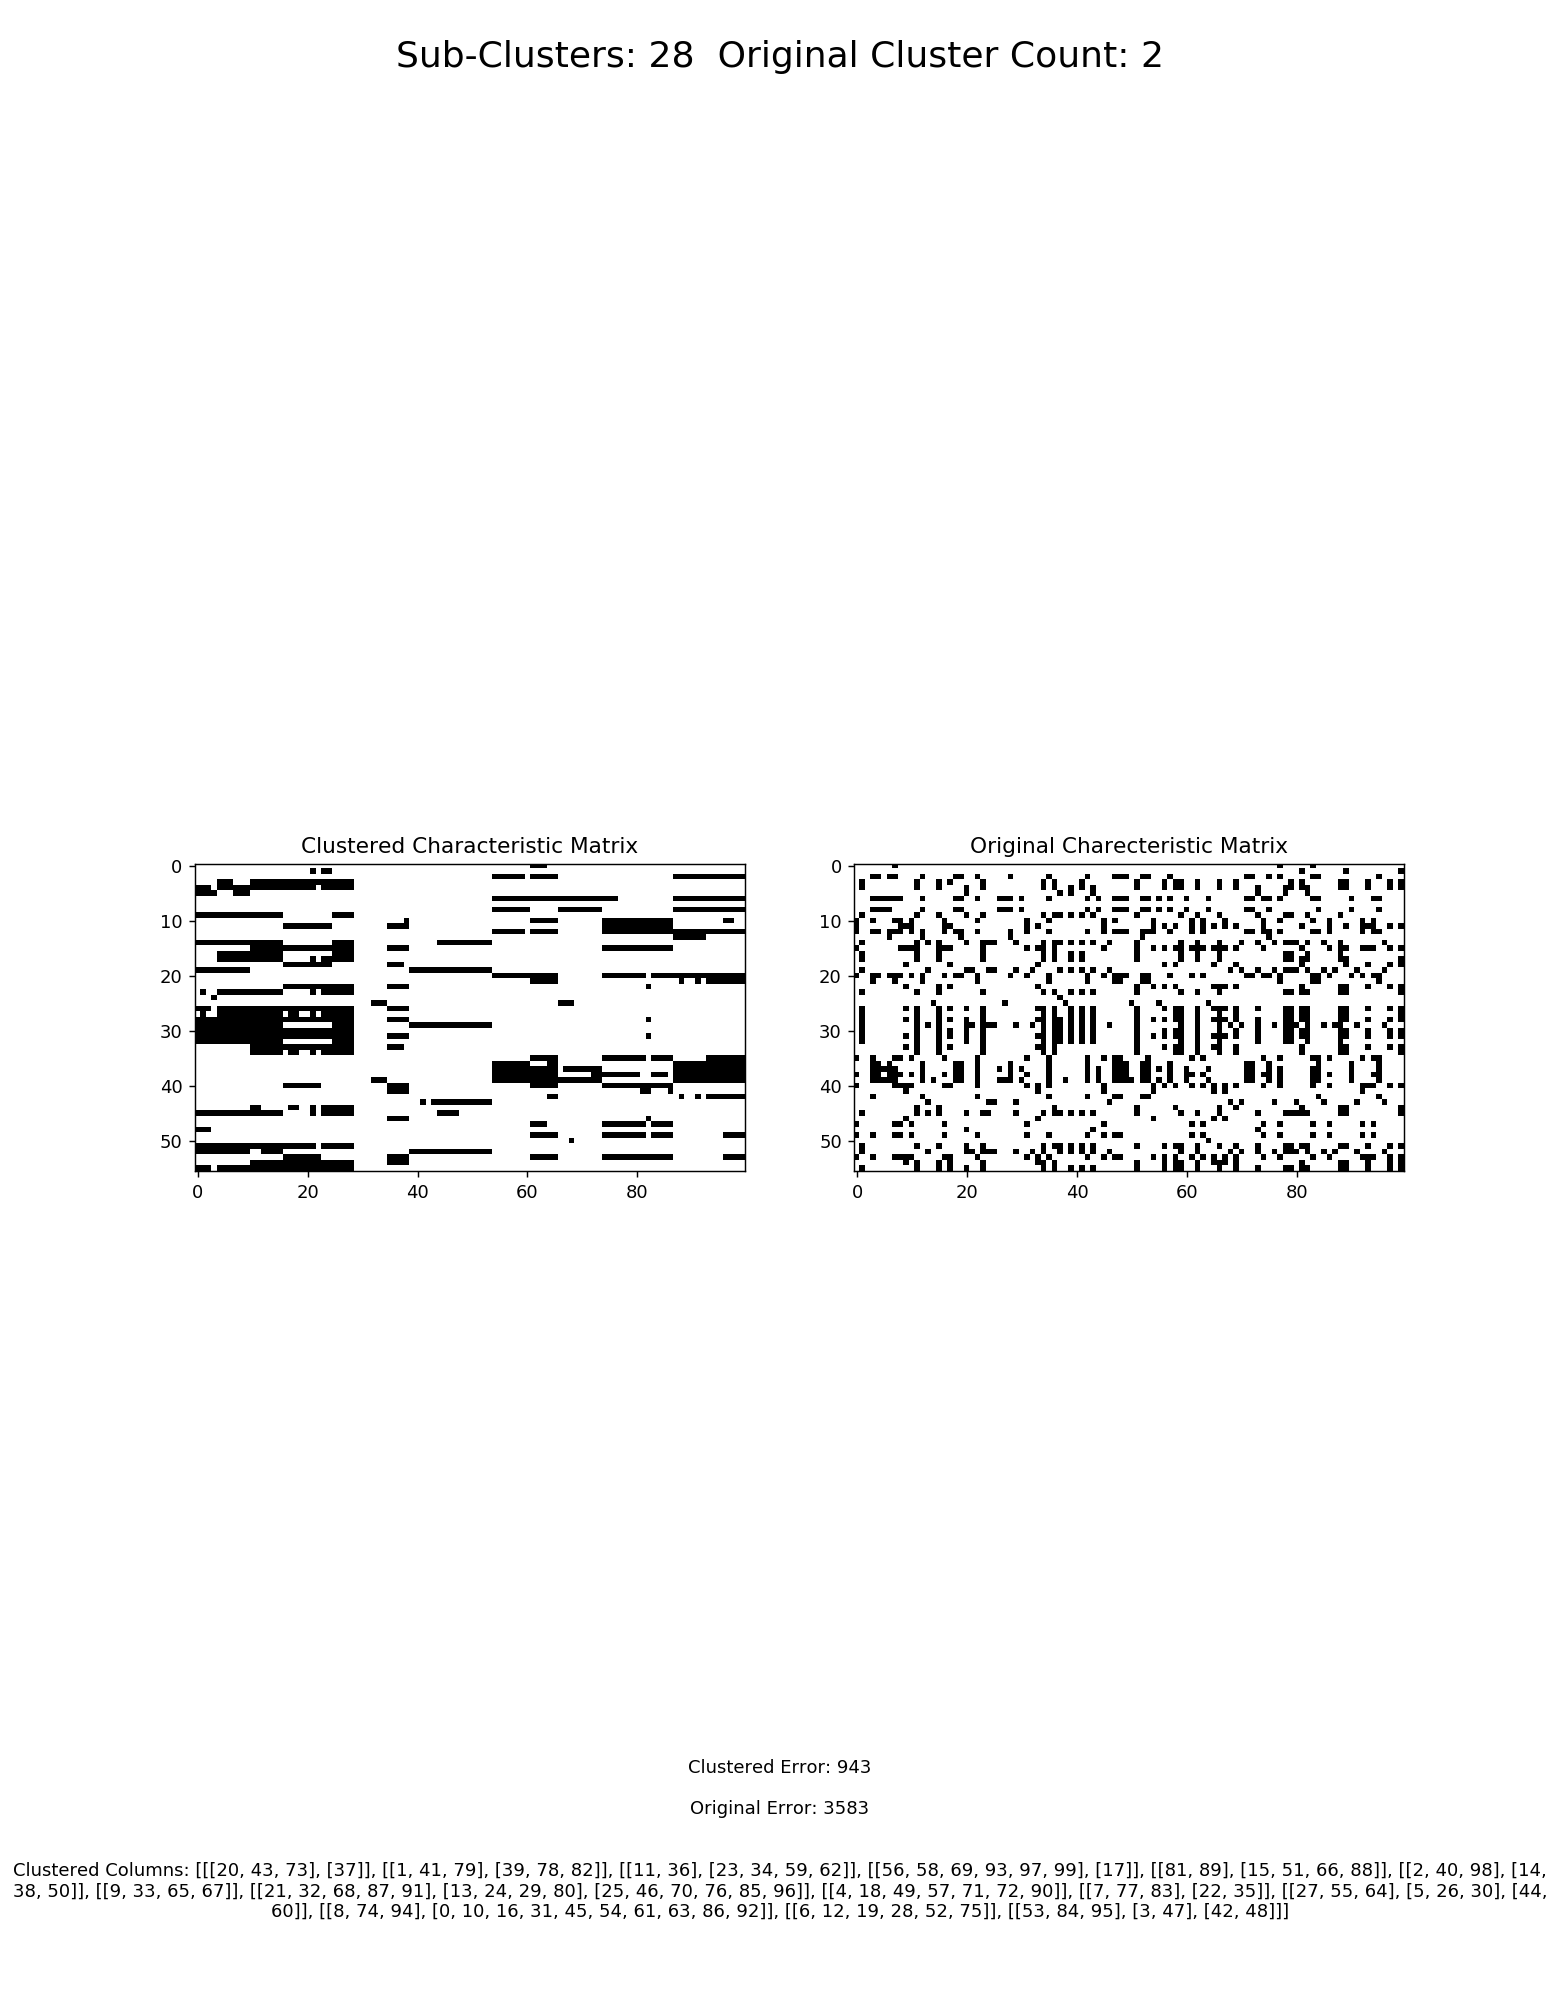 Sub-Clusters: 28  Original Cluster Count: 2
Clustered Characteristic Matrix
Original Charecteristic Matrix
0
10
20
30
40
50
0
20
40
60
80
0
10
20
30
40
50
0
20
40
60
80
Clustered Error: 943
Original Error: 3583
Clustered Columns: [[[20, 43, 73], [37]], [[1, 41, 79], [39, 78, 82]], [[11, 36], [23, 34, 59, 62]], [[56, 58, 69, 93, 97, 99], [17]], [[81, 89], [15, 51, 66, 88]], [[2, 40, 98], [14,
38, 50]], [[9, 33, 65, 67]], [[21, 32, 68, 87, 91], [13, 24, 29, 80], [25, 46, 70, 76, 85, 96]], [[4, 18, 49, 57, 71, 72, 90]], [[7, 77, 83], [22, 35]], [[27, 55, 64], [5, 26, 30], [44,
60]], [[8, 74, 94], [0, 10, 16, 31, 45, 54, 61, 63, 86, 92]], [[6, 12, 19, 28, 52, 75]], [[53, 84, 95], [3, 47], [42, 48]]]